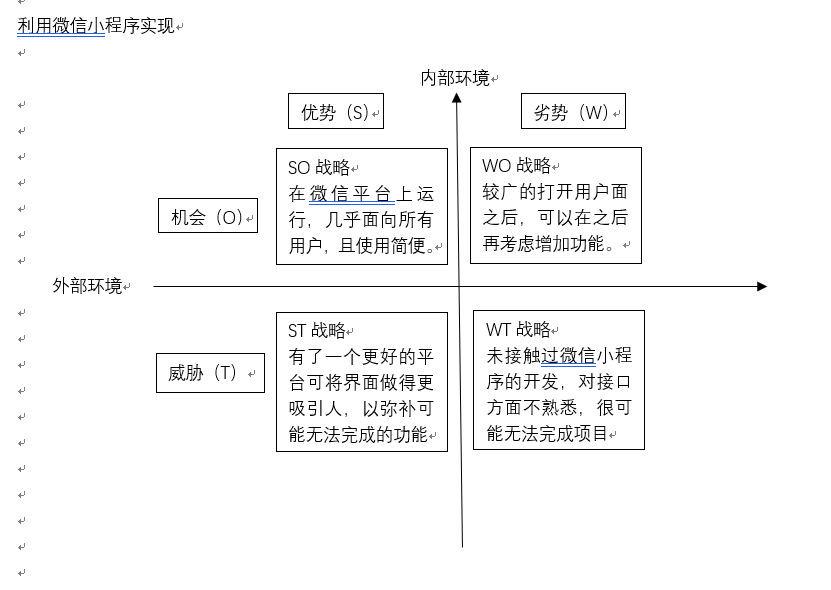 利用微信小程序实现
内部环境
优势（S）
劣势（W）
SO 战略
在微信平台上运
行，几乎面向所有
用户，且使用简便。
WO 战略
较广的打开用户面
之后，可以在之后
再考虑增加功能。
机会（O）
外部环境
ST 战略
有了一个更好的平
台可将界面做得更
吸引人，以弥补可
能无法完成的功能
WT 战略
未接触过微信小程
序的开发，对接口
方面不熟悉，很可
能无法完成项目
威胁（T）